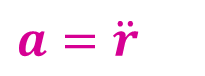 a = r̈